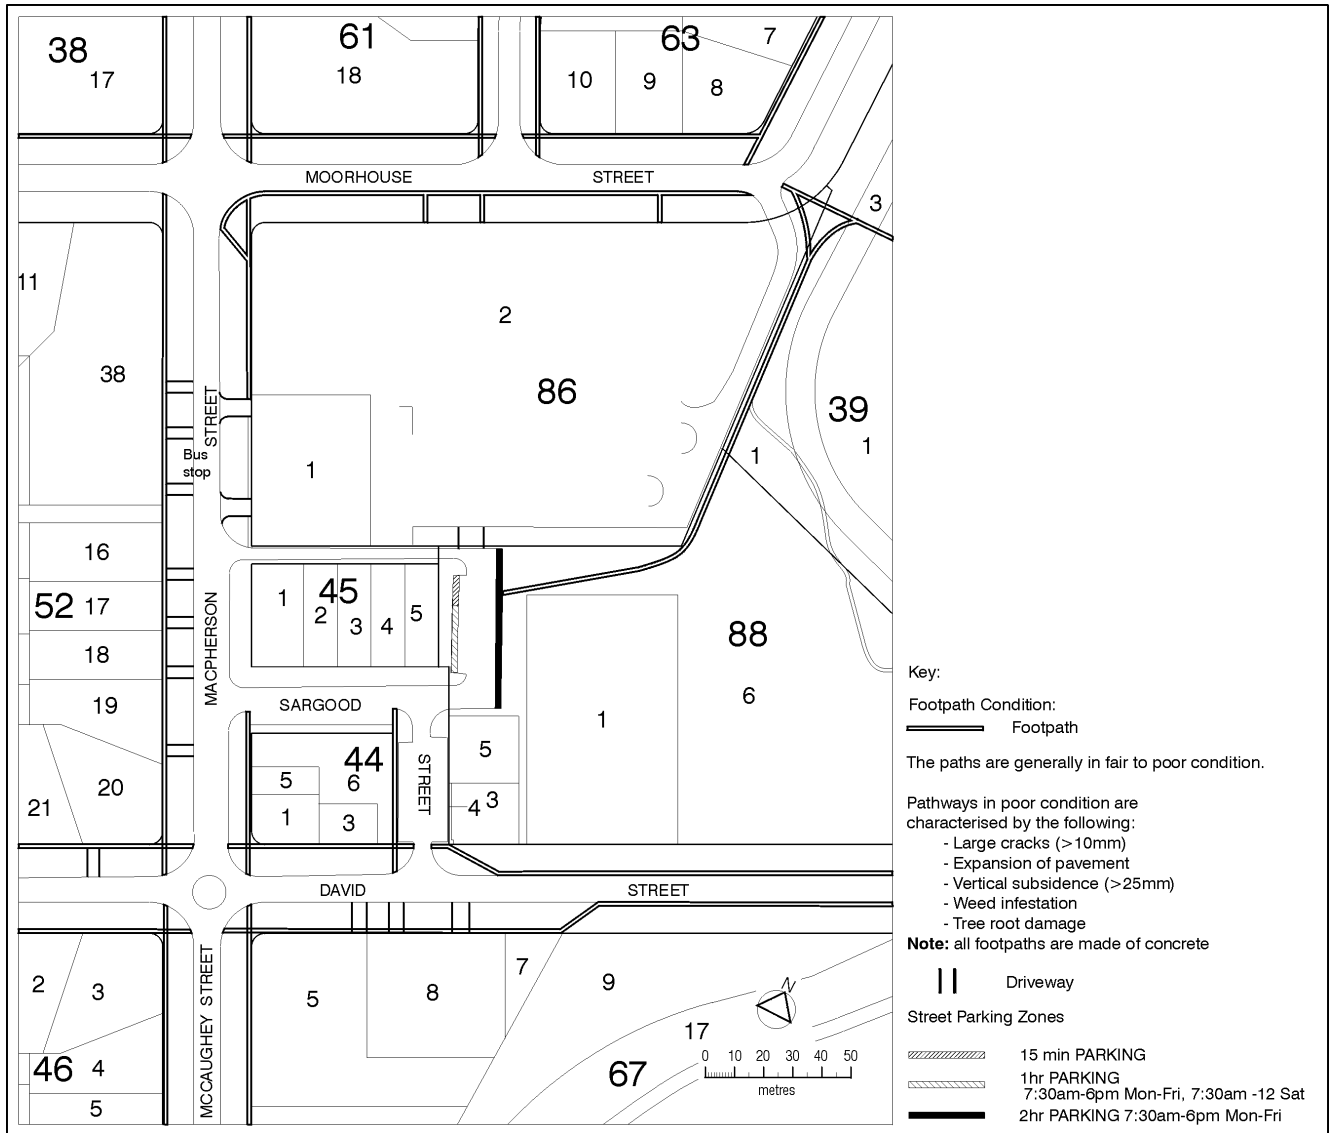 38
17
61
18
63
7
10
9
8
MOORHOUSE STREET
3
11
38
2
86
39
1
STREET
Bus
stop
1
1
16
52
17
18
19
20
21
MACPHERSON
45
1
2
3
4
5
88
6
1
SARGOOD
STREET
44
5
6
1
3
5
4
3
DAVID STREET
MCCAUGHEY STREET
2
3
46
4
5
5
8
7
9
17
67
N
0 10 20 30 40 50
metres
Key:
Footpath Condition:
Footpath
The paths are generally in fair to poor condition.
Pathways in poor condition are
characterised by the following:
- Large cracks (>10mm)
- Expansion of pavement
- Vertical subsidence (>25mm)
- Weed infestation
- Tree root damage
Note: all footpaths are made of concrete
Driveway
Street Parking Zones
15 min PARKING
1hr PARKING
7:30am-6pm Mon-Fri, 7:30am -12 Sat
2hr PARKING 7:30am-6pm Mon-Fri